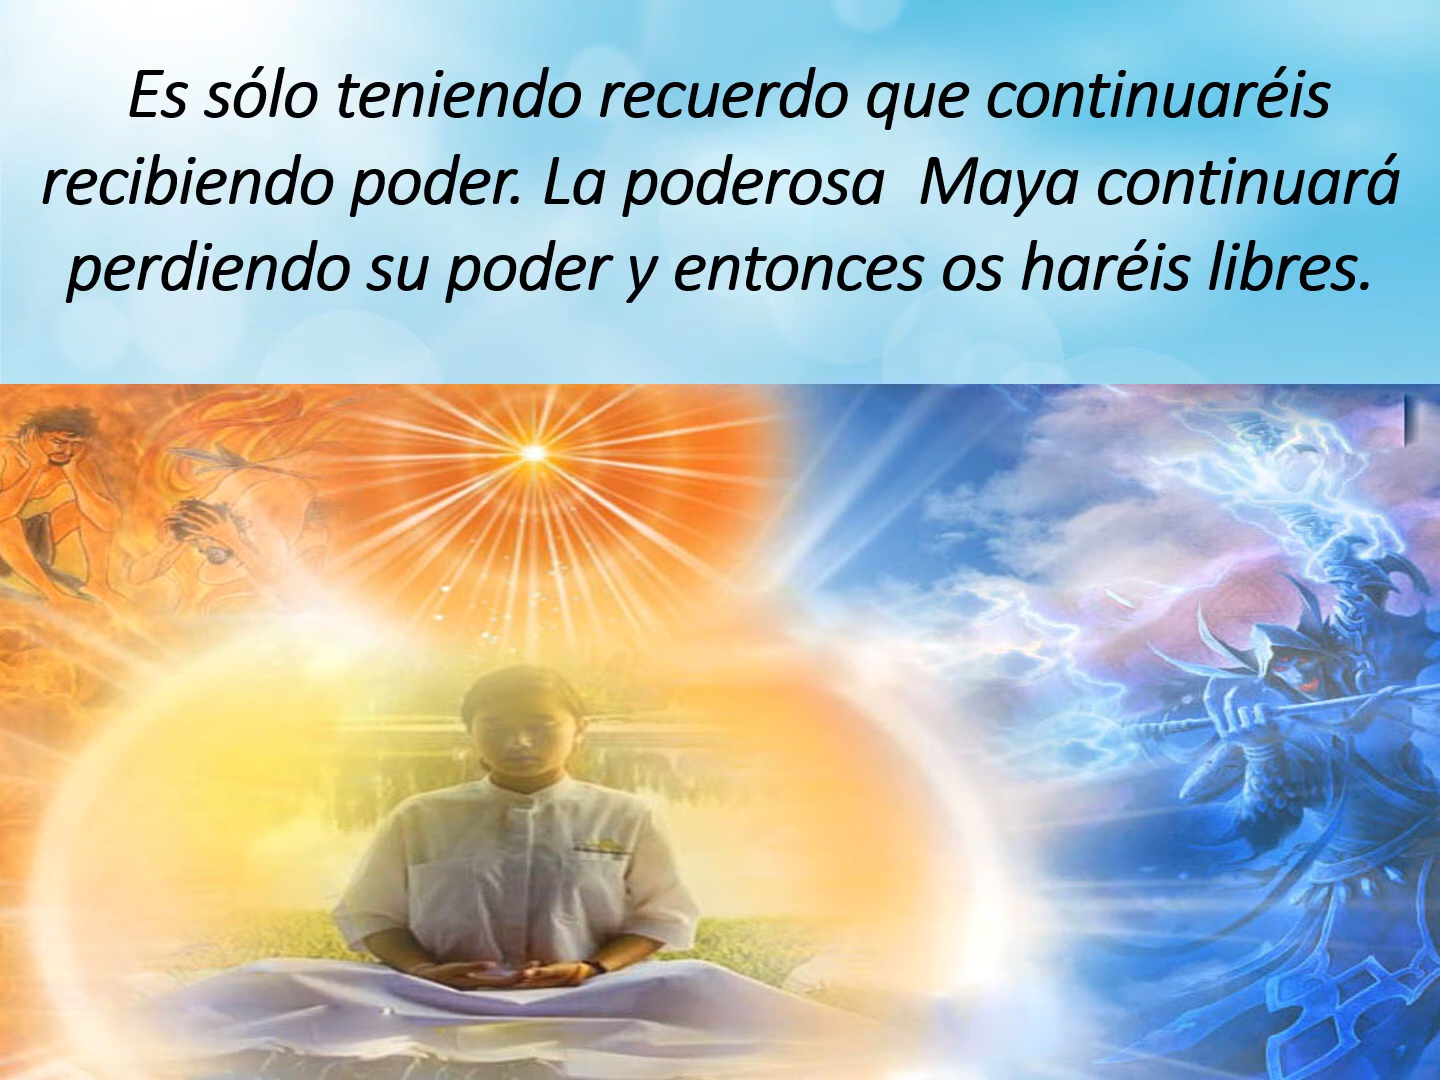 Es sólo teniendo recuerdo que continuaréis
recibiendo poder. La poderosa  Maya continuará
perdiendo su poder y entonces os haréis libres.